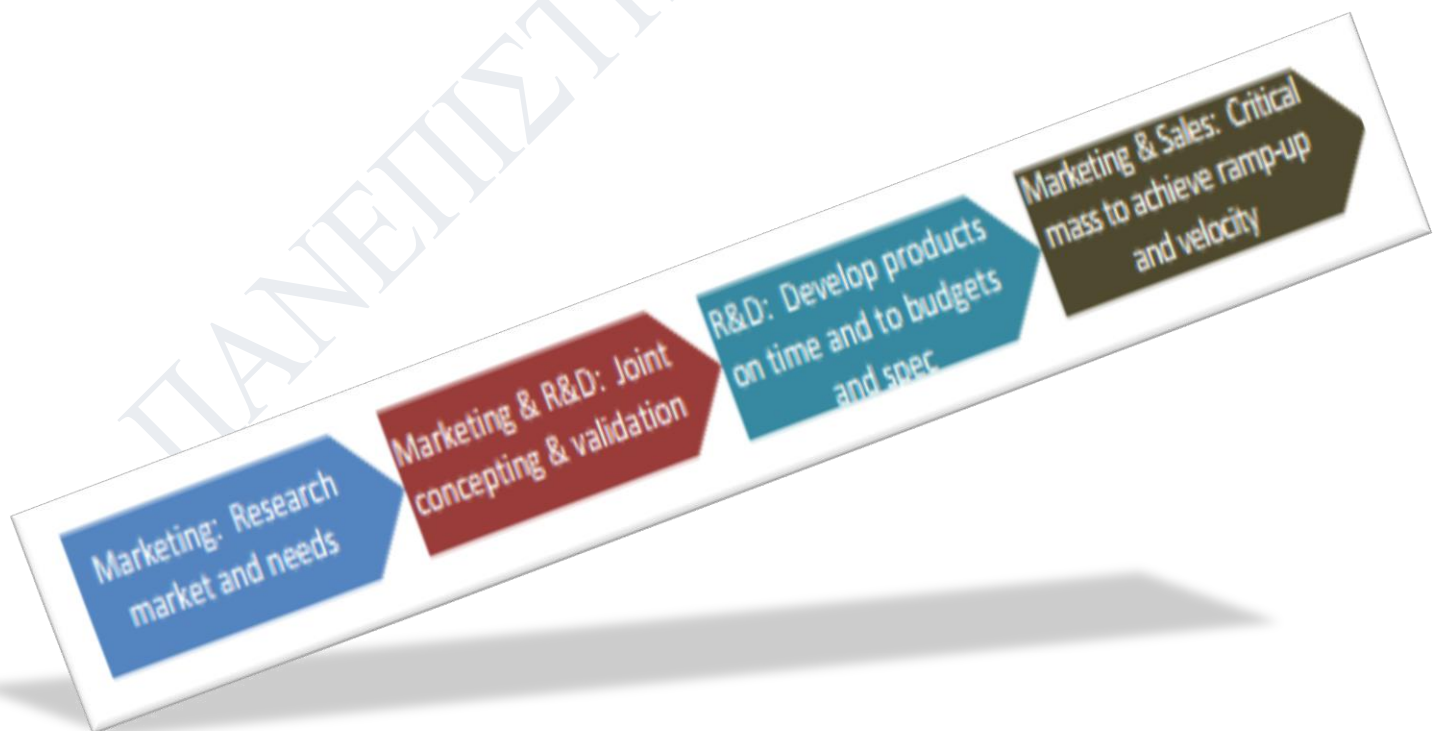 ΠΑΝΕΠΙΣΤΗ
Marketing: Research
market and needs
Marketing & R&D: Joint
concepting & validation
R&D: Develop products
on time and to budgets
and spec
Marketing & Sales: Critical
mass to achieve ramp-up
and velocity